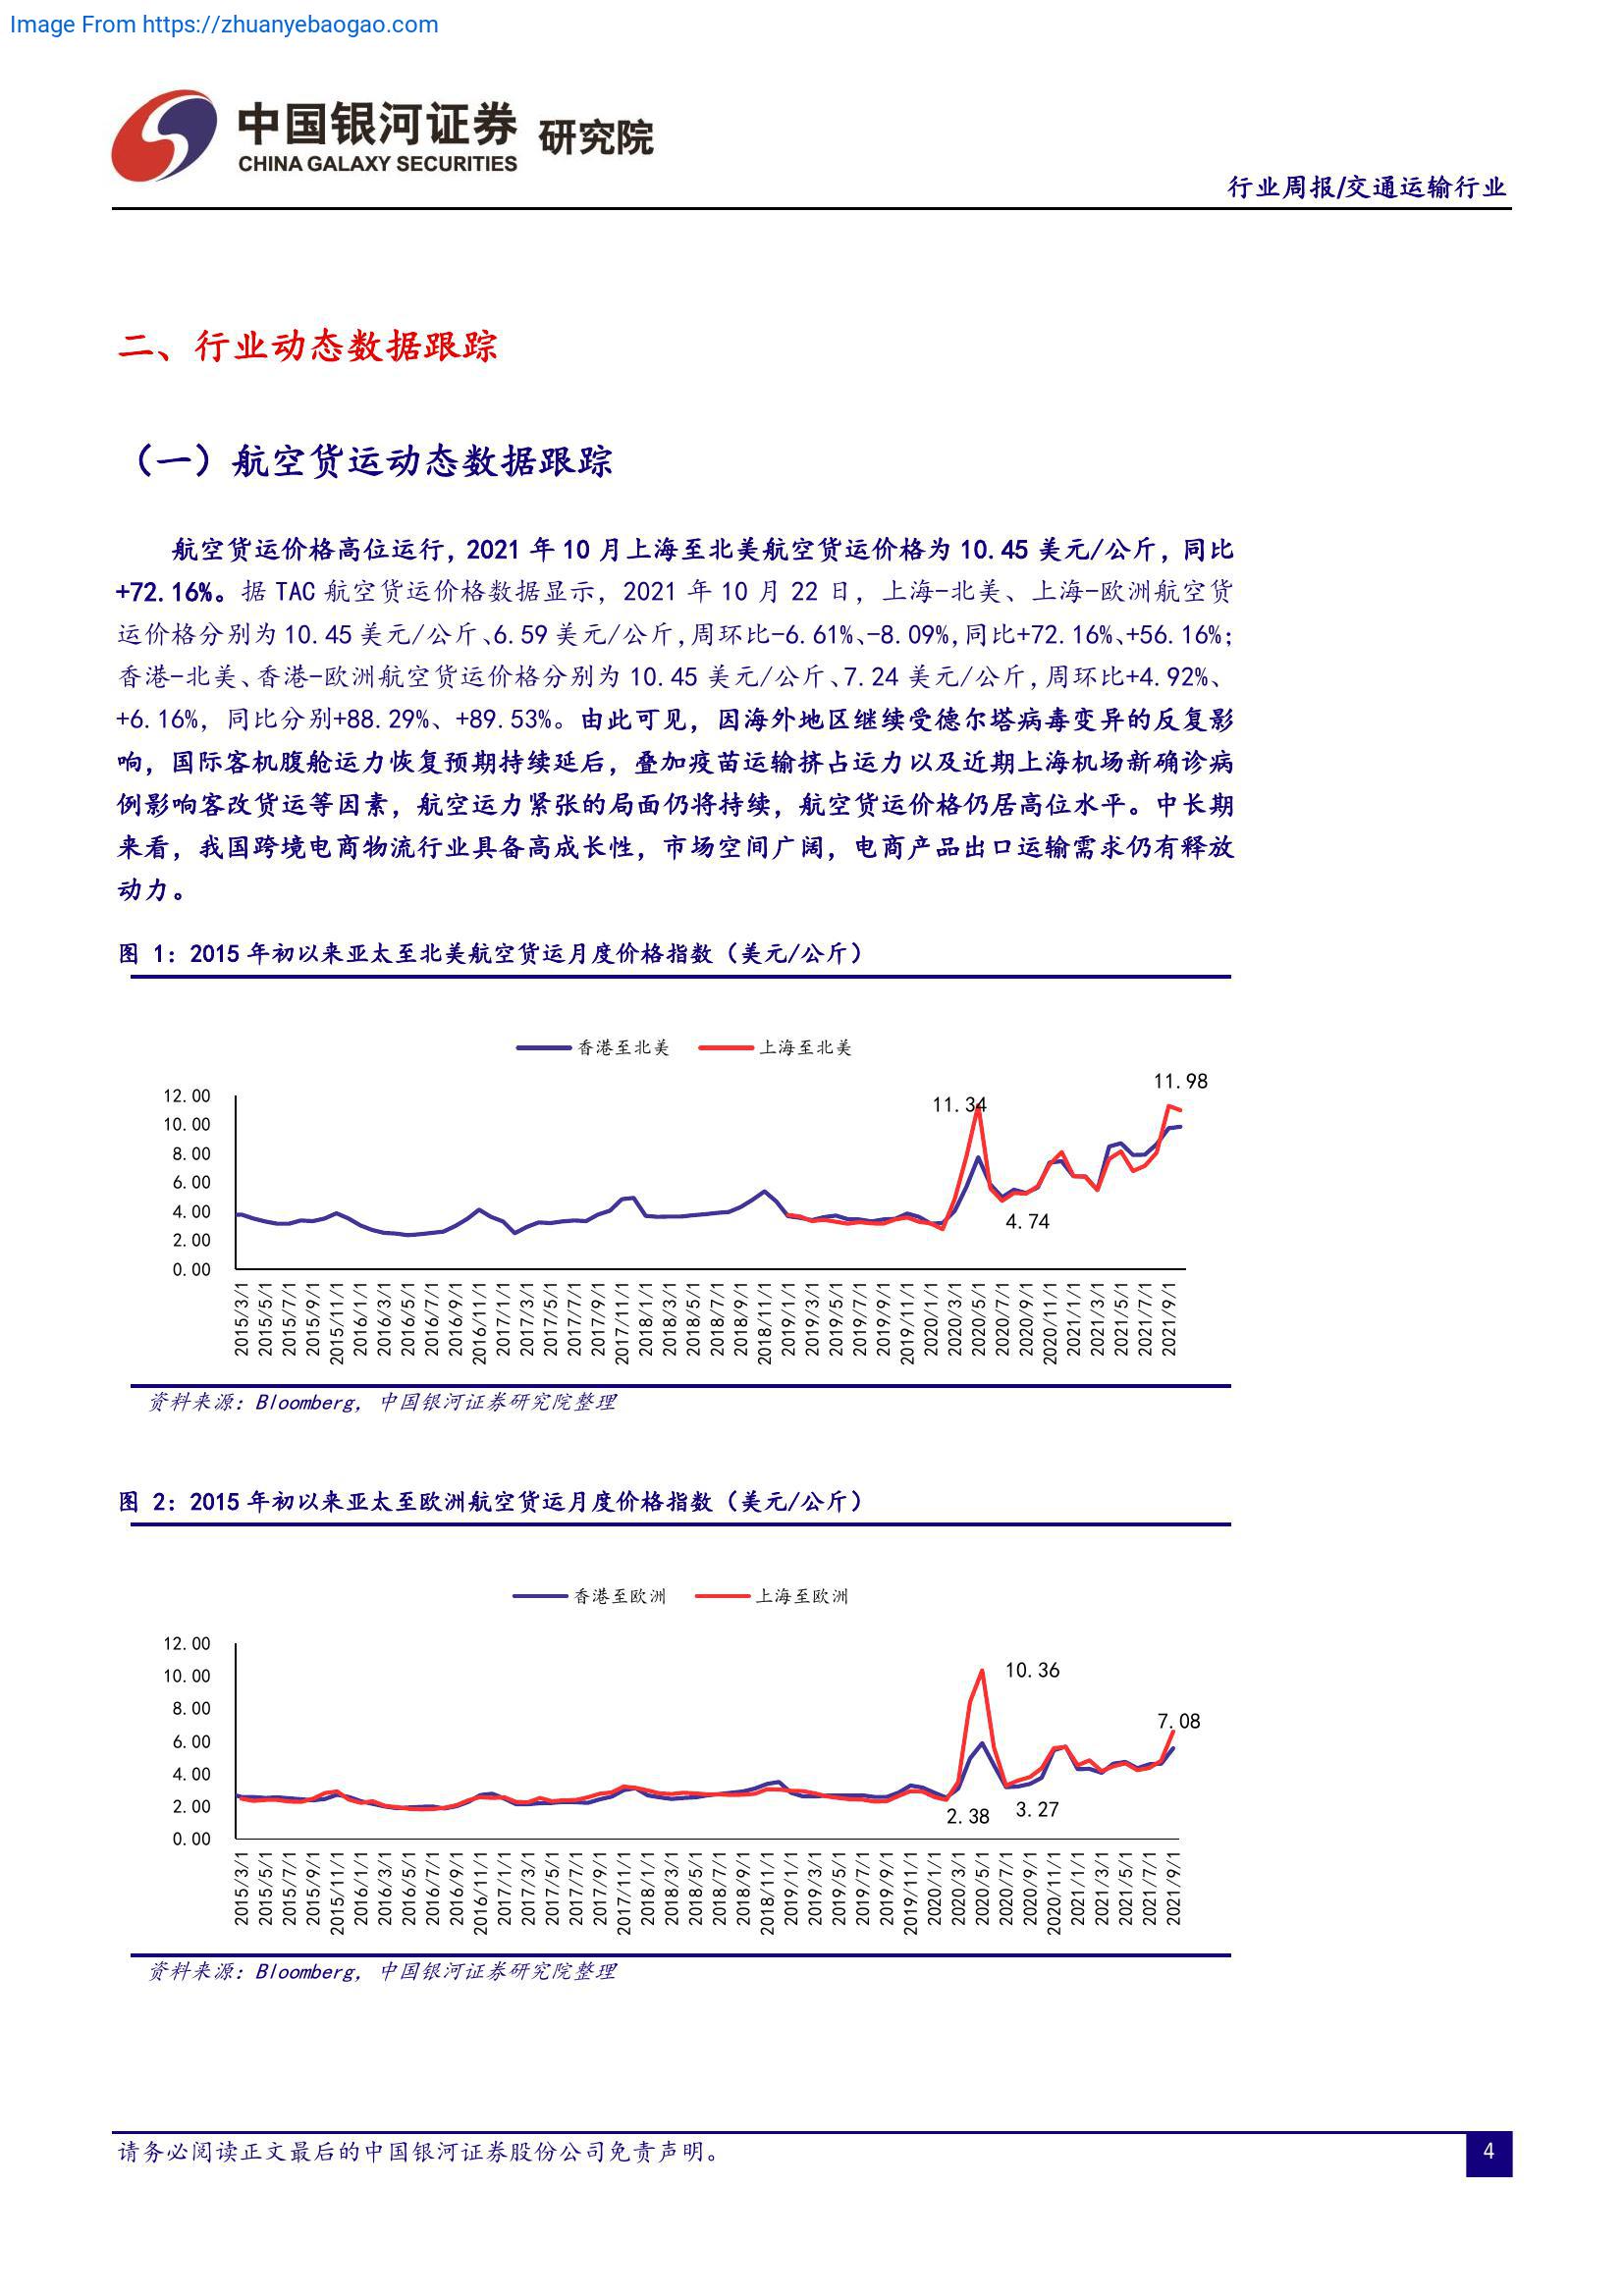 Image From https://zhuanyebaogao.com
中国银河证券 研究院
CHINA GALAXY SECURITIES
行业周报/交通运输行业
二、行业动态数据跟踪
（一）航空货运动态数据跟踪
航空货运价格高位运行，2021 年 10 月上海至北美航空货运价格为 10.45 美元/公斤，同比
+72.16%。据 TAC 航空货运价格数据显示，2021 年 10 月 22 日，上海-北美、上海-欧洲航空货
运价格分别为 10.45 美元/公斤、6.59 美元/公斤，周环比-6.61%、-8.09%，同比+72.16%、+56.16%；
香港-北美、香港-欧洲航空货运价格分别为 10.45 美元/公斤、7.24 美元/公斤，周环比+4.92%、
+6.16%，同比分别+88.29%、+89.53%。由此可见，因海外地区继续受德尔塔病毒变异的反复影
响，国际客机腹舱运力恢复预期持续延后，叠加疫苗运输挤占运力以及近期上海机场新确诊病
例影响客改货运等因素，航空运力紧张的局面仍将持续，航空货运价格仍居高位水平。中长期
来看，我国跨境电商物流行业具备高成长性，市场空间广阔，电商产品出口运输需求仍有释放
动力。
图 1：2015 年初以来亚太至北美航空货运月度价格指数（美元/公斤）
香港至北美 上海至北美
11.98
11.34
4.74
12.00
10.00
8.00
6.00
4.00
2.00
0.00
2015/3/1 2015/5/1 2015/7/1 2015/9/1 2015/11/1 2016/1/1 2016/3/1 2016/5/1 2016/7/1 2016/9/1 2016/11/1 2017/1/1 2017/3/1 2017/5/1 2017/7/1 2017/9/1 2017/11/1 2018/1/1 2018/3/1 2018/5/1 2018/7/1 2018/9/1 2018/11/1 2019/1/1 2019/3/1 2019/5/1 2019/7/1 2019/9/1 2019/11/1 2020/1/1 2020/3/1 2020/5/1 2020/7/1 2020/9/1 2020/11/1 2021/1/1 2021/3/1 2021/5/1 2021/7/1 2021/9/1
资料来源：Bloomberg，中国银河证券研究院整理
图 2：2015 年初以来亚太至欧洲航空货运月度价格指数（美元/公斤）
香港至欧洲 上海至欧洲
10.36
7.08
2.38
3.27
12.00
10.00
8.00
6.00
4.00
2.00
0.00
2015/3/1 2015/5/1 2015/7/1 2015/9/1 2015/11/1 2016/1/1 2016/3/1 2016/5/1 2016/7/1 2016/9/1 2016/11/1 2017/1/1 2017/3/1 2017/5/1 2017/7/1 2017/9/1 2017/11/1 2018/1/1 2018/3/1 2018/5/1 2018/7/1 2018/9/1 2018/11/1 2019/1/1 2019/3/1 2019/5/1 2019/7/1 2019/9/1 2019/11/1 2020/1/1 2020/3/1 2020/5/1 2020/7/1 2020/9/1 2020/11/1 2021/1/1 2021/3/1 2021/5/1 2021/7/1 2021/9/1
资料来源：Bloomberg，中国银河证券研究院整理
请务必阅读正文最后的中国银河证券股份公司免责声明。
4